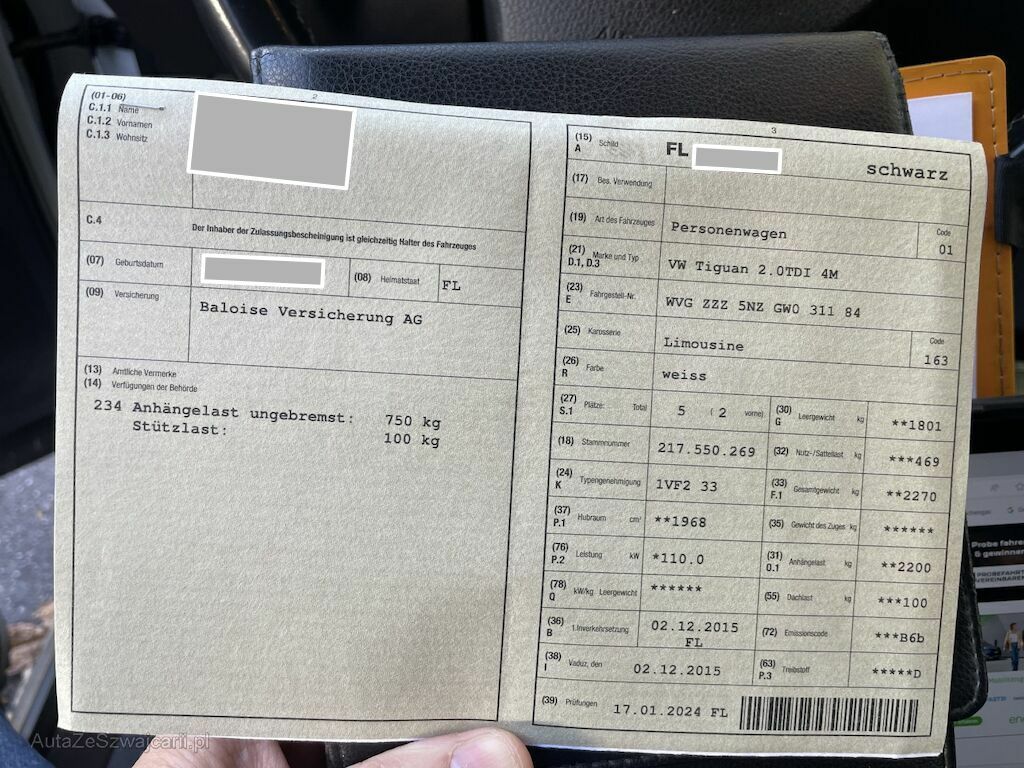 2
(01-06)
C.1.1 Name
C.1.2 Vornamen
C.1.3 Wohnsitz
C.4
Der Inhaber der Zulassungsbescheinigung ist gleichzeitig Halter des Fahrzeuges
(07) Geburtsdatum
(08) Heimatstaat FL
(09) Versicherung
Baloise Versicherung AG
(13) Amtliche Vermerke
(14) Verfügungen der Behörde
234 Anhängelast ungebremst: 750 kg
Stützlast: 100 kg
3
(15) A Schild FL schwarz
(17) Bes. Verwendung
(19) Art des Fahrzeuges Personenwagen Code 01
(21) D.1, D.3 Marke und Typ VW Tiguan 2.0TDI 4M
(23) E Fahrgestell-Nr. WVG ZZZ 5NZ GW0 311 84
(25) Karosserie Limousine Code 163
(26) R Farbe weiss
(27) S.1 Plätze: Total 5 ( 2 vorne)
(30) G Leergewicht kg **1801
(18) Stammnummer 217.550.269
(32) Nutz-/Sattellast kg ***469
(24) K Typengenehmigung 1VF2 33
(33) F.1 Gesamtgewicht kg **2270
(37) P.1 Hubraum cm³ **1968
(35) Gewicht des Zuges kg ******
(76) P.2 Leistung kW *110.0
(31) O.1 Anhängelast kg **2200
(78) Q kW/kg Leergewicht ******
(55) Dachlast kg ***100
(36) B 1.Inverkehrsetzung 02.12.2015 FL
(72) Emissionscode ***B6b
(38) I Vaduz, den 02.12.2015
(63) P.3 Treibstoff *****D
(39) Prüfungen 17.01.2024 FL
Probe fahren
& gewinnen
AutaZeSzwajcarii.pl